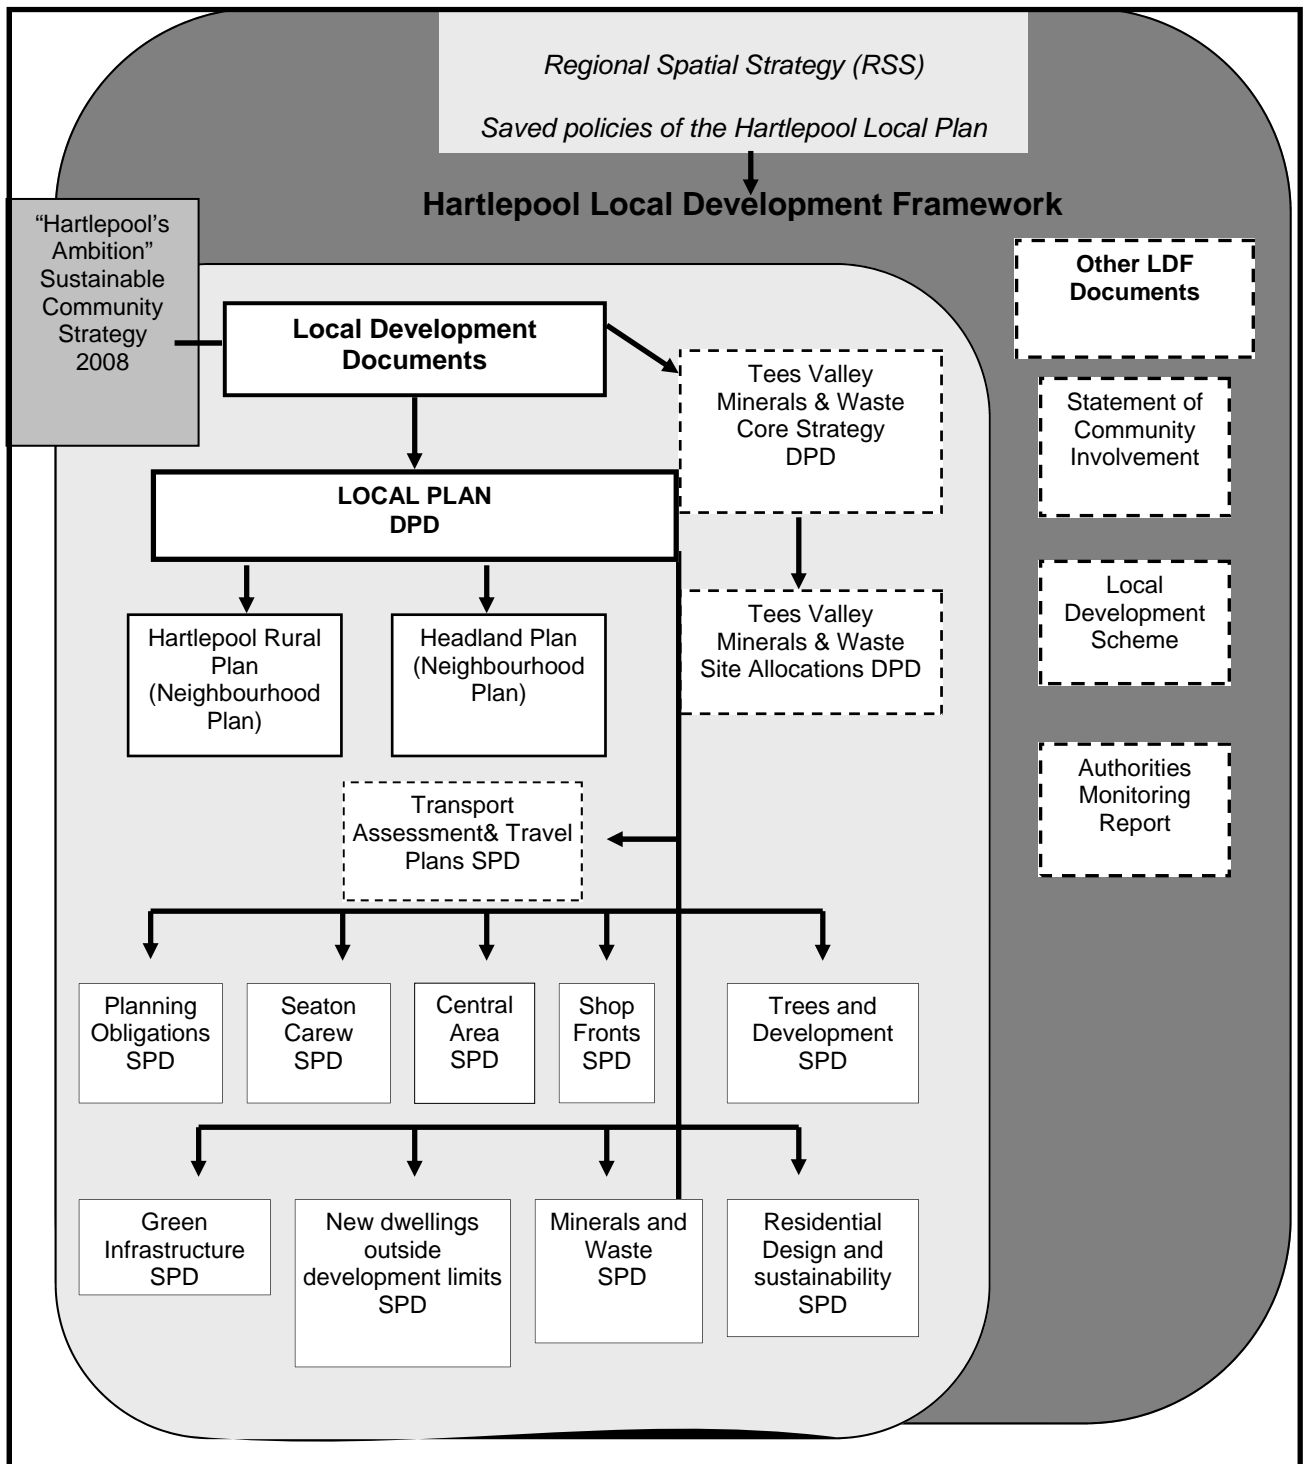 Regional Spatial Strategy (RSS)
Saved policies of the Hartlepool Local Plan
Hartlepool Local Development Framework
“Hartlepool’s
Ambition”
Sustainable
Community
Strategy
2008
Other LDF
Documents
Local Development
Documents
Tees Valley
Minerals & Waste
Core Strategy
DPD
Statement of
Community
Involvement
LOCAL PLAN
DPD
Local
Development
Scheme
Hartlepool Rural
Plan
(Neighbourhood
Plan)
Headland Plan
(Neighbourhood
Plan)
Tees Valley
Minerals & Waste
Site Allocations DPD
Authorities
Monitoring
Report
Transport
Assessment& Travel
Plans SPD
Planning
Obligations
SPD
Seaton
Carew
SPD
Central
Area
SPD
Shop
Fronts
SPD
Trees and
Development
SPD
Green
Infrastructure
SPD
New dwellings
outside
development limits
SPD
Minerals and
Waste
SPD
Residential
Design and
sustainability
SPD